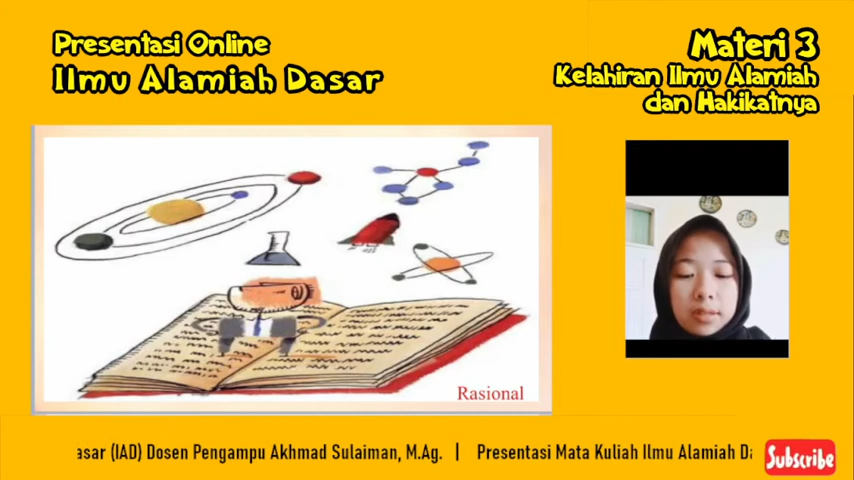 Presentasi Online
Ilmu Alamiah Dasar
Materi 3
Kelahiran Ilmu Alamiah
dan Hakikatnya
Rasional
asar (IAD) Dosen Pengampu Akhmad Sulaiman, M.Ag. | Presentasi Mata Kuliah Ilmu Alamiah Da
Subscribe